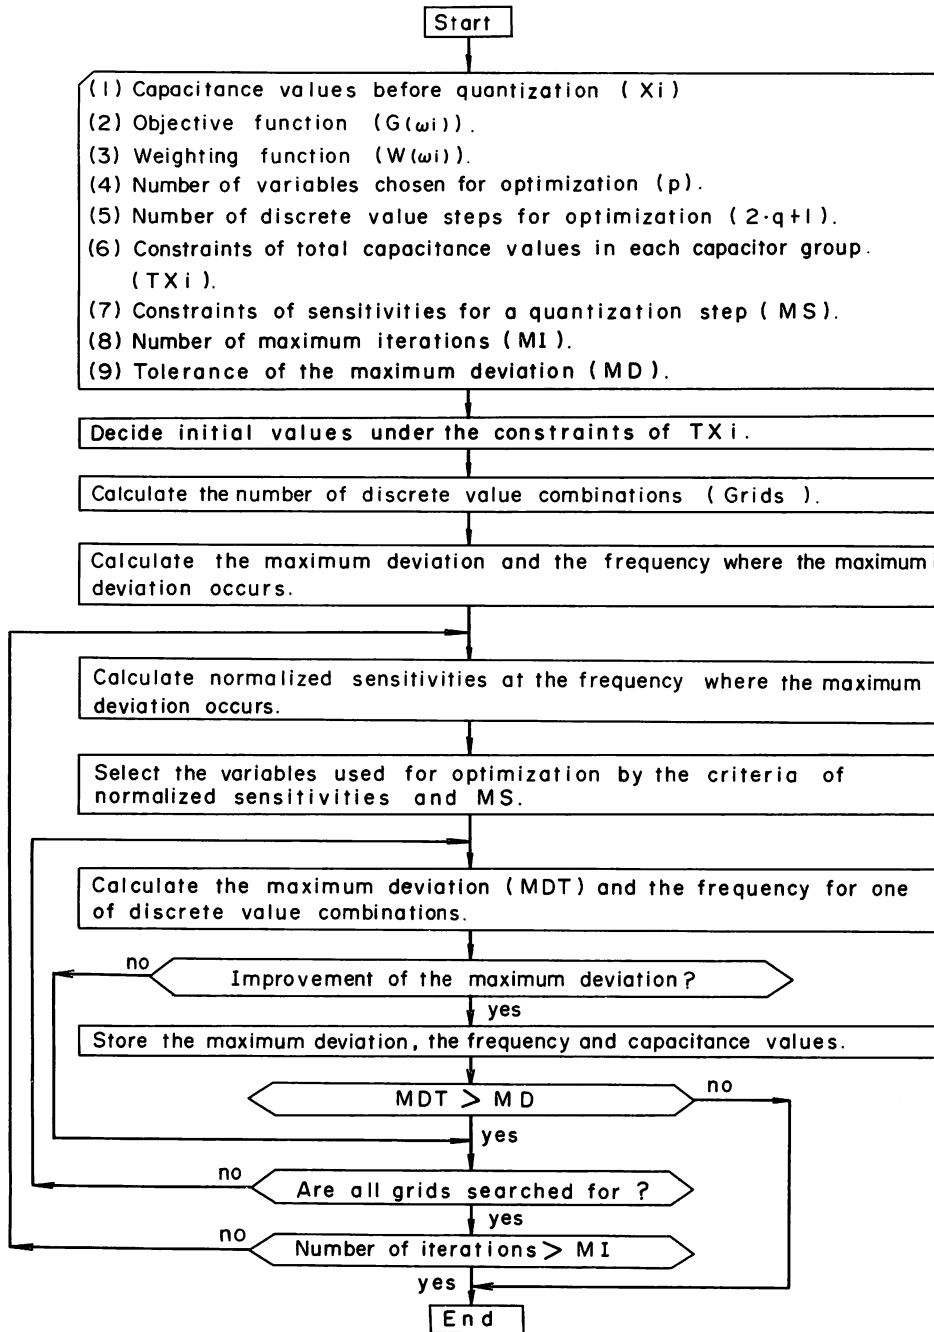 Start
(1) Capacitance values before quantization (Xi)
(2) Objective function (G(ωi)).
(3) Weighting function (W(ωi)).
(4) Number of variables chosen for optimization (p).
(5) Number of discrete value steps for optimization (2·q+1).
(6) Constraints of total capacitance values in each capacitor group.
(TXi).
(7) Constraints of sensitivities for a quantization step (MS).
(8) Number of maximum iterations (MI).
(9) Tolerance of the maximum deviation (MD).
Decide initial values under the constraints of TXi.
Calculate the number of discrete value combinations (Grids).
Calculate the maximum deviation and the frequency where the maximum
deviation occurs.
Calculate normalized sensitivities at the frequency where the maximum
deviation occurs.
Select the variables used for optimization by the criteria of
normalized sensitivities and MS.
Calculate the maximum deviation (MDT) and the frequency for one
of discrete value combinations.
no
Improvement of the maximum deviation?
yes
Store the maximum deviation, the frequency and capacitance values.
MDT > MD
no
yes
no
Are all grids searched for ?
yes
no
Number of iterations > MI
yes
End